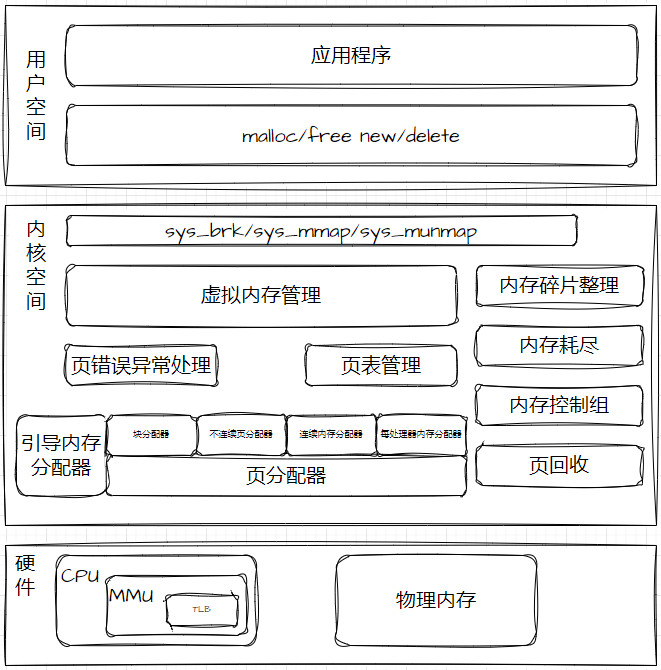 用户空间
应用程序
malloc/free new/delete
内核空间
sys_brk/sys_mmap/sys_munmap
虚拟内存管理
内存碎片整理
页错误异常处理
页表管理
内存耗尽
内存控制组
引导内存
分配器
块分配器
不连续页分配器
连续内存分配器
每处理器内存分配器
页分配器
页回收
硬件
CPU
MMU
TLB
物理内存